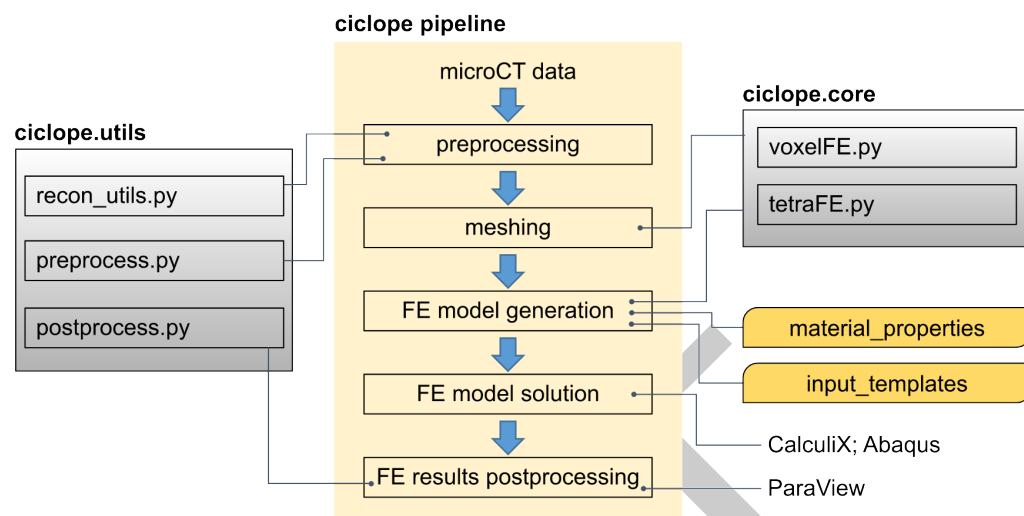 ciclope pipeline
microCT data
preprocessing
meshing
FE model generation
FE model solution
FE results postprocessing
ciclope.utils
recon_utils.py
preprocess.py
postprocess.py
ciclope.core
voxelFE.py
tetraFE.py
material_properties
input_templates
CalculiX; Abaqus
ParaView